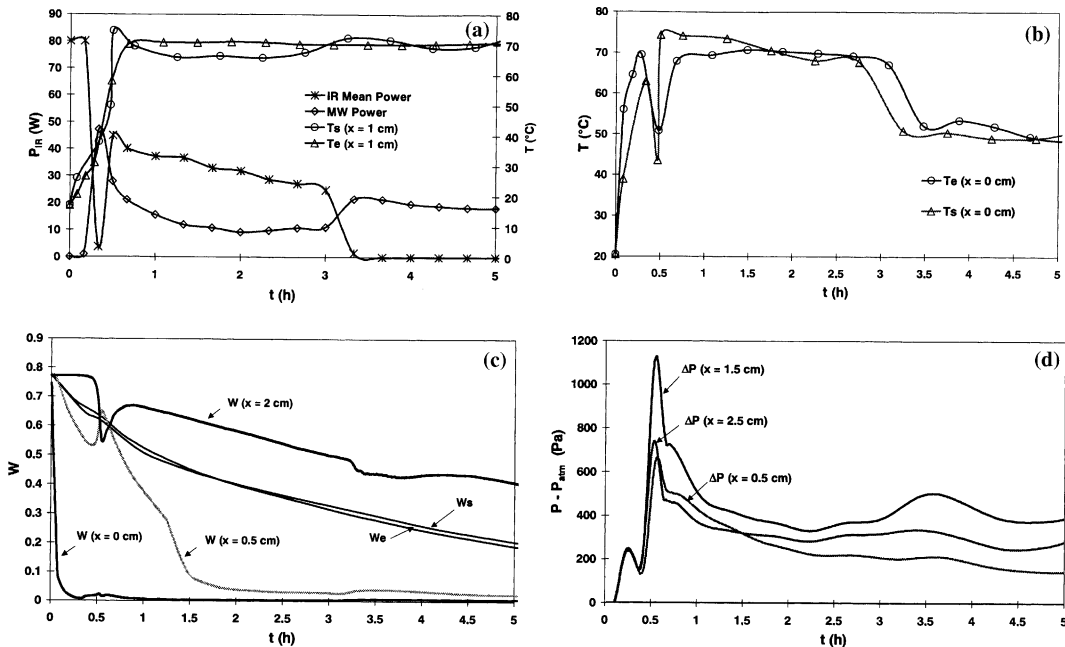 (a)
90
80
70
60
50
40
30
20
10
0
P_IR (W)
80
70
60
50
40
30
20
10
0
T (°C)
IR Mean Power
MW Power
Ts (x = 1 cm)
Te (x = 1 cm)
0 1 2 3 4 5
t (h)
(b)
80
70
60
50
40
30
20
T (°C)
Te (x = 0 cm)
Ts (x = 0 cm)
0 0.5 1 1.5 2 2.5 3 3.5 4 4.5 5
t (h)
(c)
0.9
0.8
0.7
0.6
0.5
0.4
0.3
0.2
0.1
0
W
W (x = 2 cm)
Ws
We
W (x = 0 cm)
W (x = 0.5 cm)
0 0.5 1 1.5 2 2.5 3 3.5 4 4.5 5
t (h)
(d)
1200
1000
800
600
400
200
0
P - P_atm (Pa)
ΔP (x = 1.5 cm)
ΔP (x = 2.5 cm)
ΔP (x = 0.5 cm)
0 0.5 1 1.5 2 2.5 3 3.5 4 4.5 5
t (h)